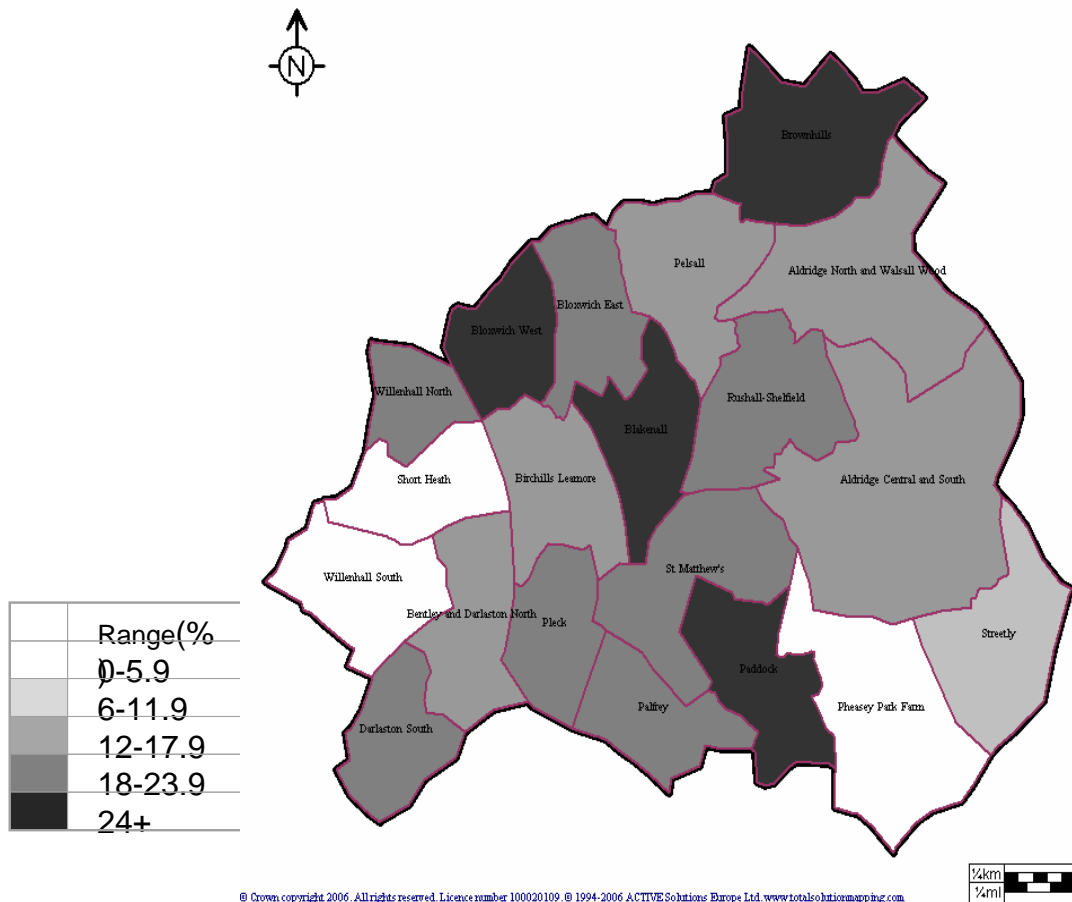 N
Brownhills
Pelsall
Aldridge North and Walsall Wood
Bloxwich East
Bloxwich West
Willenhall North
Rushall-Shelfield
Blakenall
Short Heath
Birchills Leamore
Aldridge Central and South
St. Matthew's
Willenhall South
Bentley and Darlaston North
Pleck
Streetly
Paddock
Palfrey
Pheasey Park Farm
Darlaston South
Range(%
)
0-5.9
6-11.9
12-17.9
18-23.9
24+
¼km
¼ml
© Crown copyright 2006. All rights reserved. Licence number 100020109. © 1994-2006 ACTIVE Solutions Europe Ltd. www.totalsolutionmapping.com